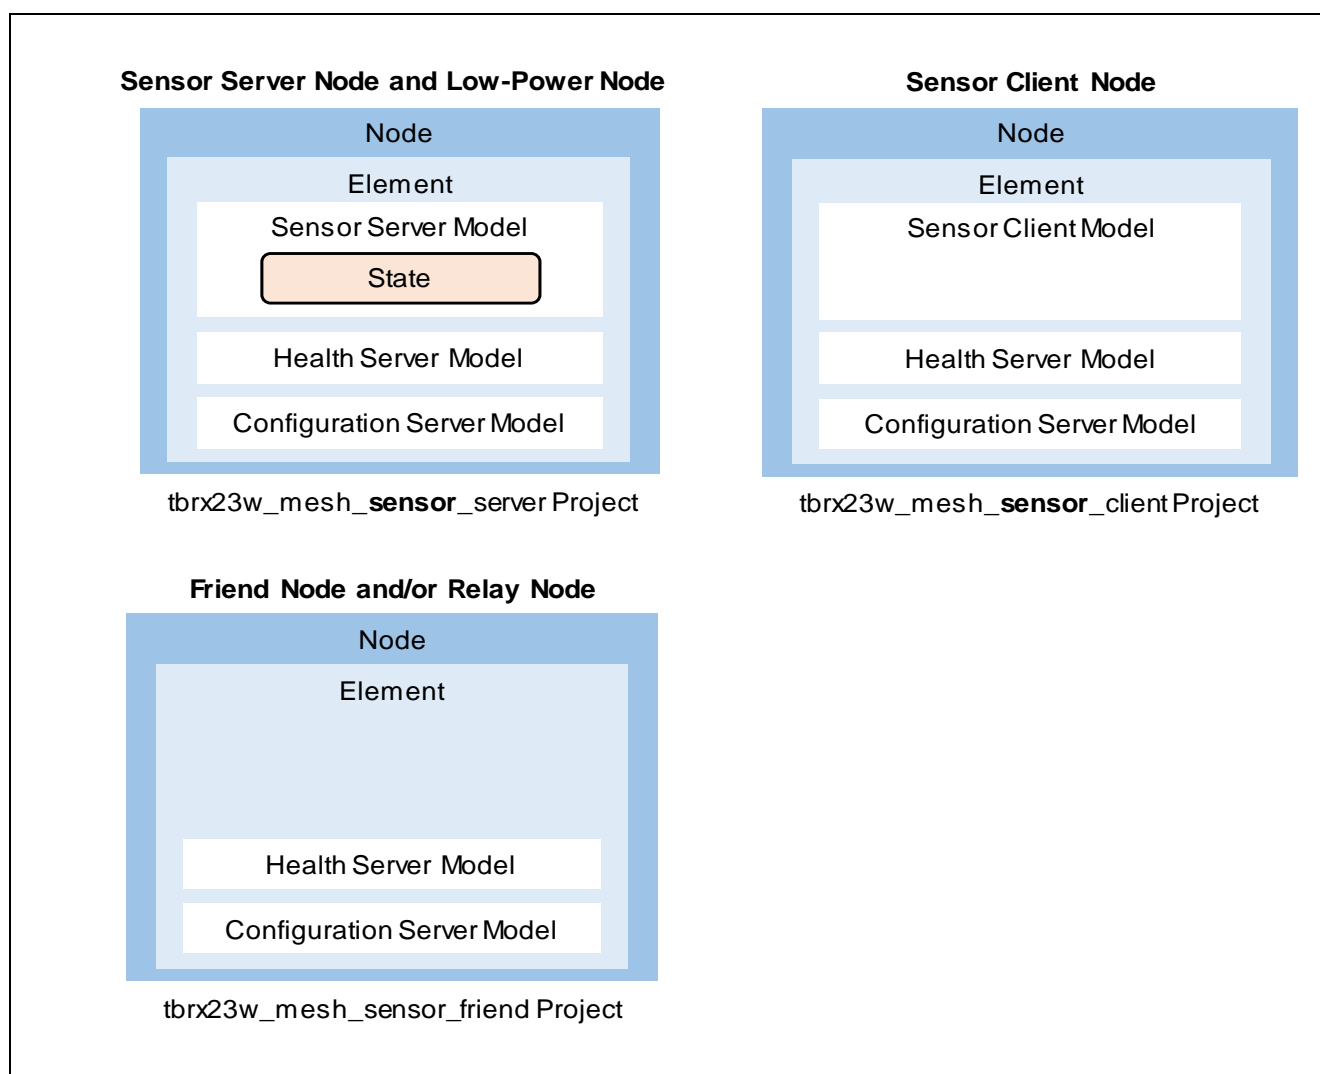 Sensor Server Node and Low-Power Node
Node
Element
Sensor Server Model
State
Health Server Model
Configuration Server Model
tbrx23w_mesh_sensor_server Project
Sensor Client Node
Node
Element
Sensor Client Model
Health Server Model
Configuration Server Model
tbrx23w_mesh_sensor_client Project
Friend Node and/or Relay Node
Node
Element
Health Server Model
Configuration Server Model
tbrx23w_mesh_sensor_friend Project